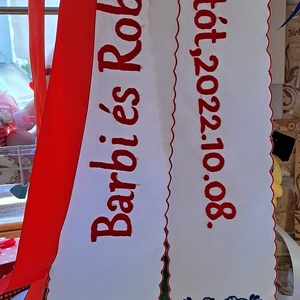 Barbi és Rob
tót,2022.10.08.